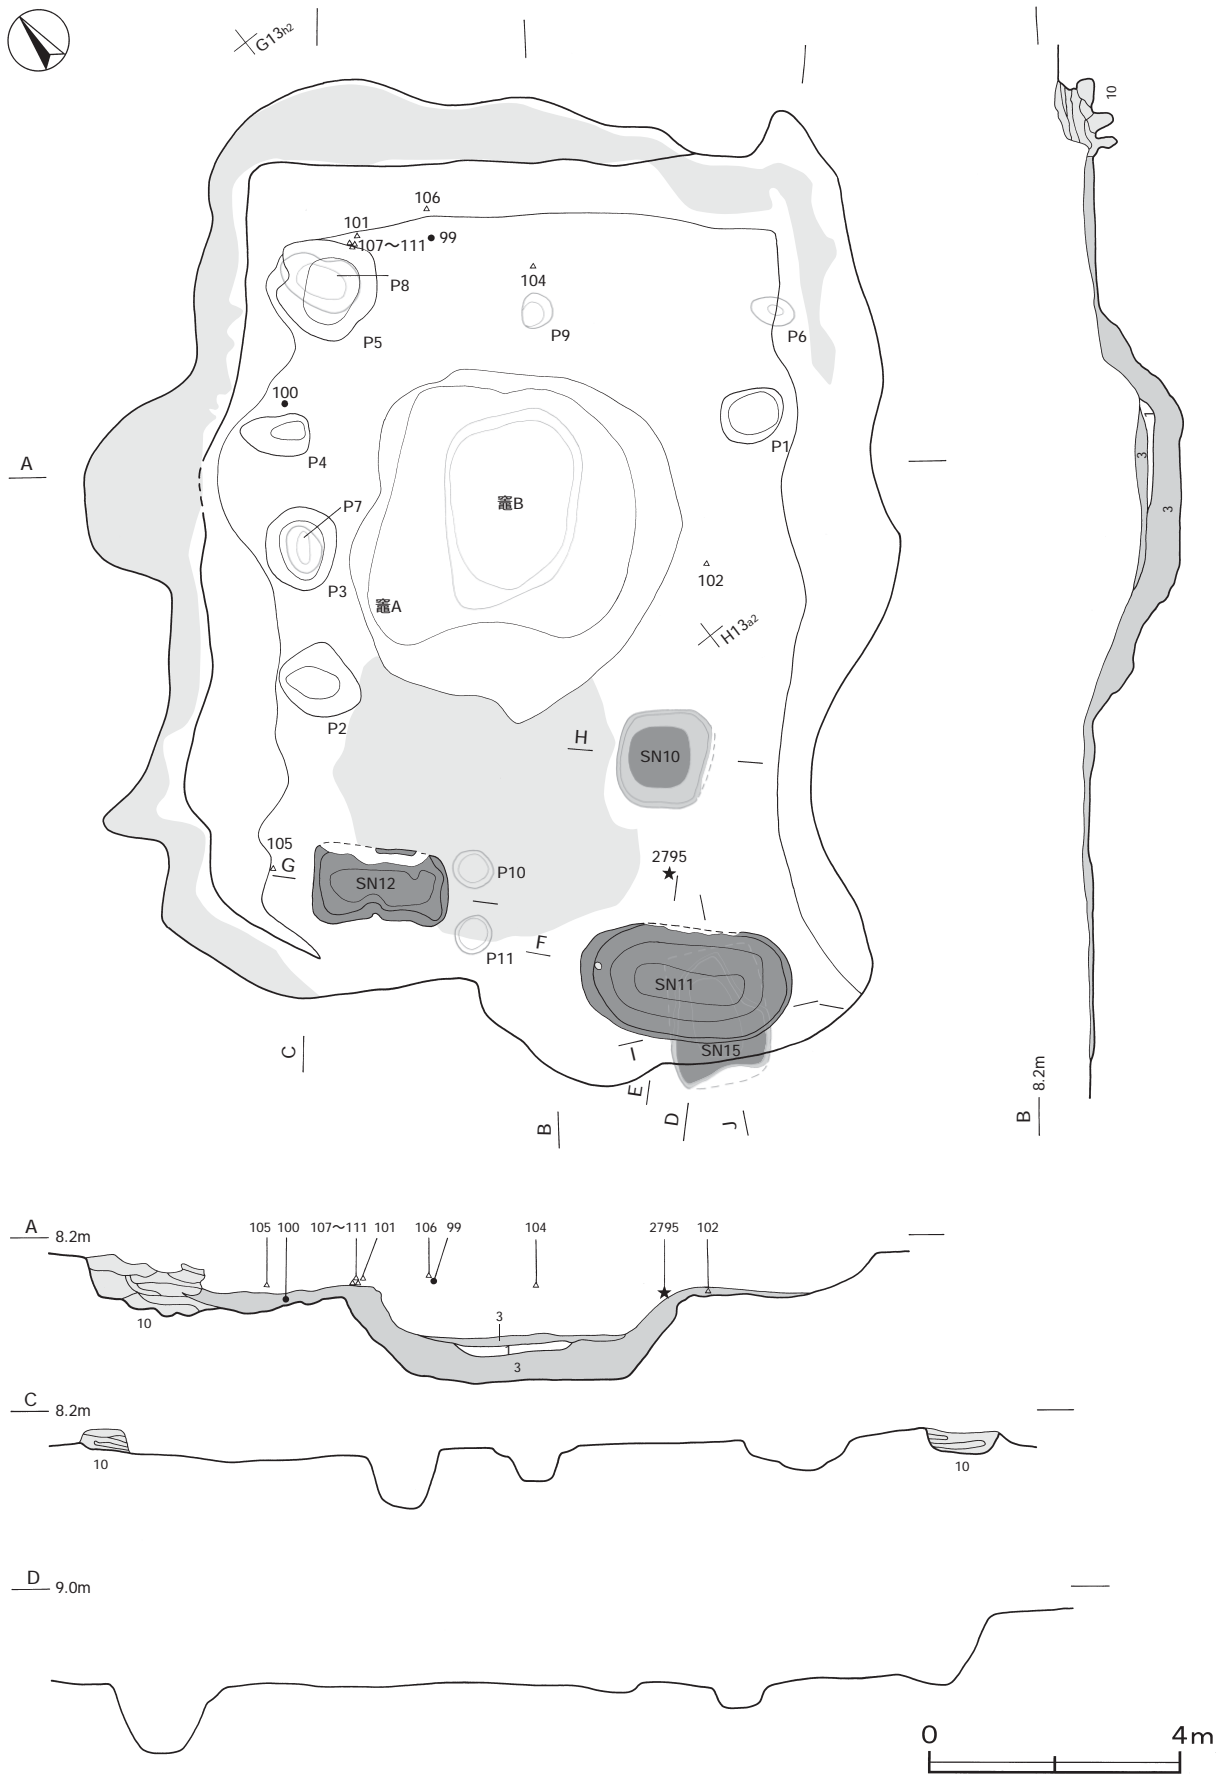 G13h2
10
106
101
99
107～111
104
P8
P9
P6
P5
100
P1
P4
A
1
3
竈B
P7
3
102
P3
竈A
H13a2
P2
H
SN10
105
2795
G
P10
SN12
F
P11
SN11
C
I
SN15
E
8.2m
B
D
J
B
A
8.2m
105
100
107～111
101
106
99
104
2795
102
10
3
1
3
C
8.2m
10
10
D
9.0m
0
4m